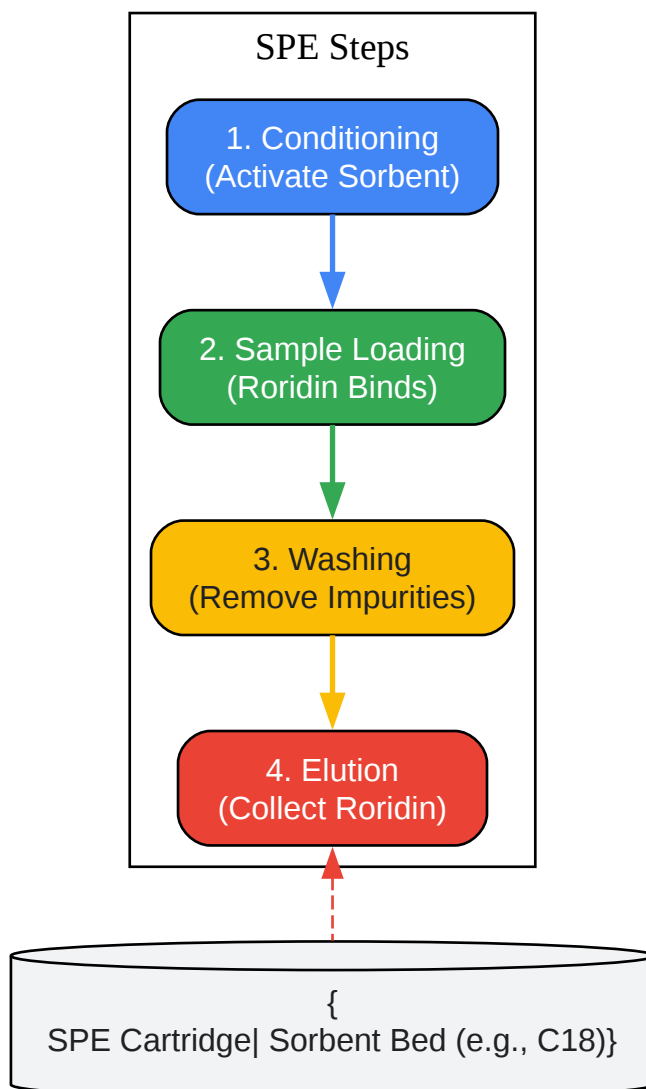 SPE Steps
1. Conditioning
(Activate Sorbent)
2. Sample Loading
(Roridin Binds)
3. Washing
(Remove Impurities)
4. Elution
(Collect Roridin)
{
SPE Cartridge| Sorbent Bed (e.g., C18)}